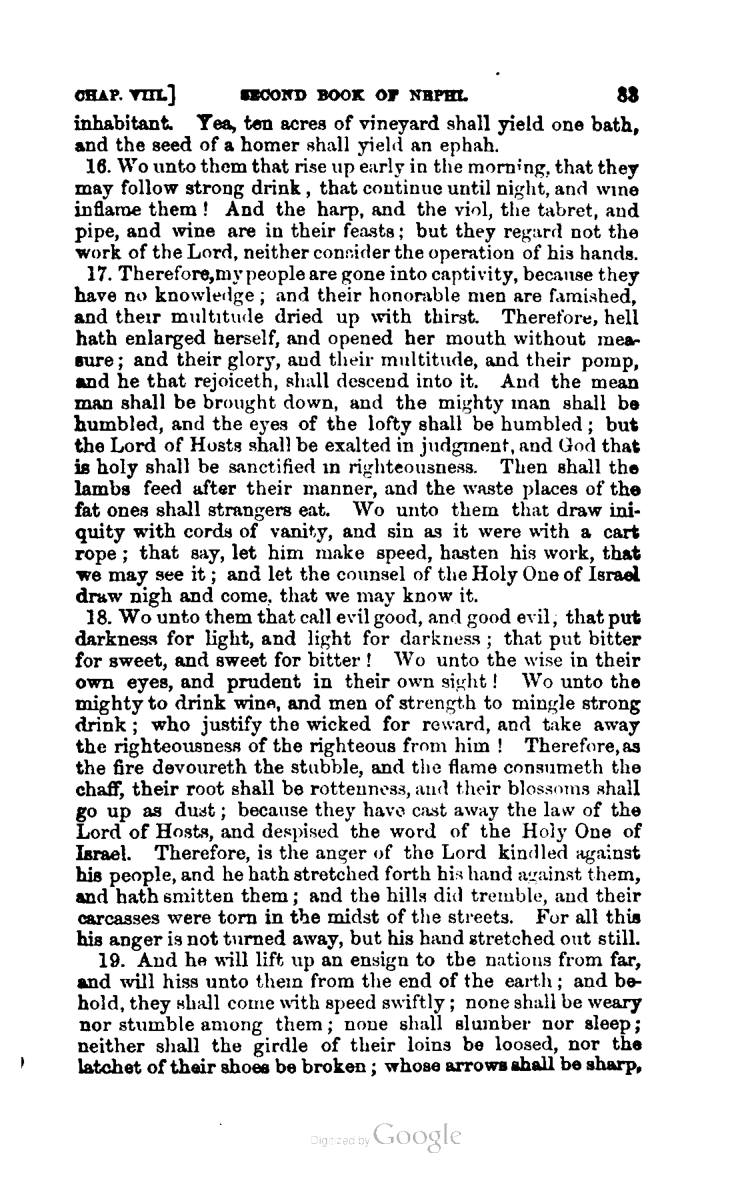 CHAP. VIII.] SECOND BOOK OF NEPHI. 83
inhabitant. Yea, ten acres of vineyard shall yield one bath,
and the seed of a homer shall yield an ephah.
16. Wo unto them that rise up early in the morning, that they
may follow strong drink, that continue until night, and wine
inflame them! And the harp, and the viol, the tabret, and
pipe, and wine are in their feasts; but they regard not the
work of the Lord, neither consider the operation of his hands.
17. Therefore, my people are gone into captivity, because they
have no knowledge; and their honorable men are famished,
and their multitude dried up with thirst. Therefore, hell
hath enlarged herself, and opened her mouth without mea-
sure; and their glory, and their multitude, and their pomp,
and he that rejoiceth, shall descend into it. And the mean
man shall be brought down, and the mighty man shall be
humbled, and the eyes of the lofty shall be humbled; but
the Lord of Hosts shall be exalted in judgment, and God that
is holy shall be sanctified in righteousness. Then shall the
lambs feed after their manner, and the waste places of the
fat ones shall strangers eat. Wo unto them that draw ini-
quity with cords of vanity, and sin as it were with a cart
rope; that say, let him make speed, hasten his work, that
we may see it; and let the counsel of the Holy One of Israel
draw nigh and come, that we may know it.
18. Wo unto them that call evil good, and good evil, that put
darkness for light, and light for darkness; that put bitter
for sweet, and sweet for bitter! Wo unto the wise in their
own eyes, and prudent in their own sight! Wo unto the
mighty to drink wine, and men of strength to mingle strong
drink; who justify the wicked for reward, and take away
the righteousness of the righteous from him! Therefore, as
the fire devoureth the stubble, and the flame consumeth the
chaff, their root shall be rottenness, and their blossoms shall
go up as dust; because they have cast away the law of the
Lord of Hosts, and despised the word of the Holy One of
Israel. Therefore, is the anger of the Lord kindled against
his people, and he hath stretched forth his hand against them,
and hath smitten them; and the hills did tremble, and their
carcasses were torn in the midst of the streets. For all this
his anger is not turned away, but his hand stretched out still.
19. And he will lift up an ensign to the nations from far,
and will hiss unto them from the end of the earth; and be-
hold, they shall come with speed swiftly; none shall be weary
nor stumble among them; none shall slumber nor sleep;
neither shall the girdle of their loins be loosed, nor the
latchet of their shoes be broken; whose arrows shall be sharp,
Digitized by Google